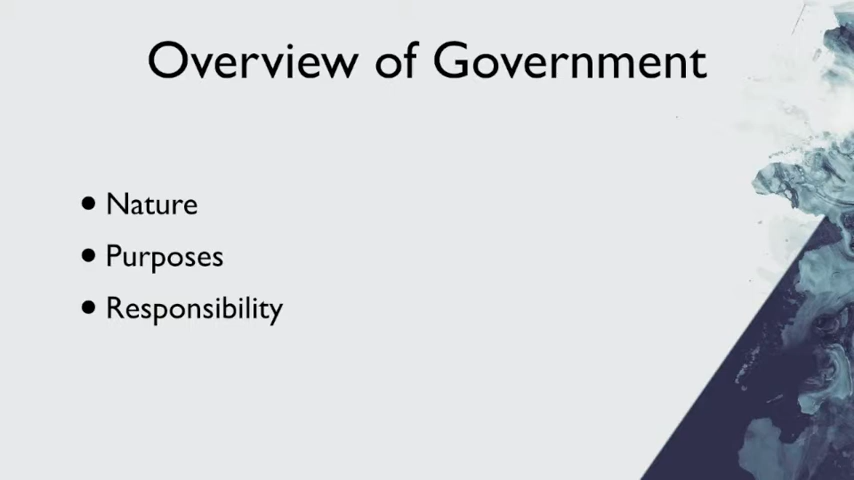 Overview of Government
• Nature
• Purposes
• Responsibility